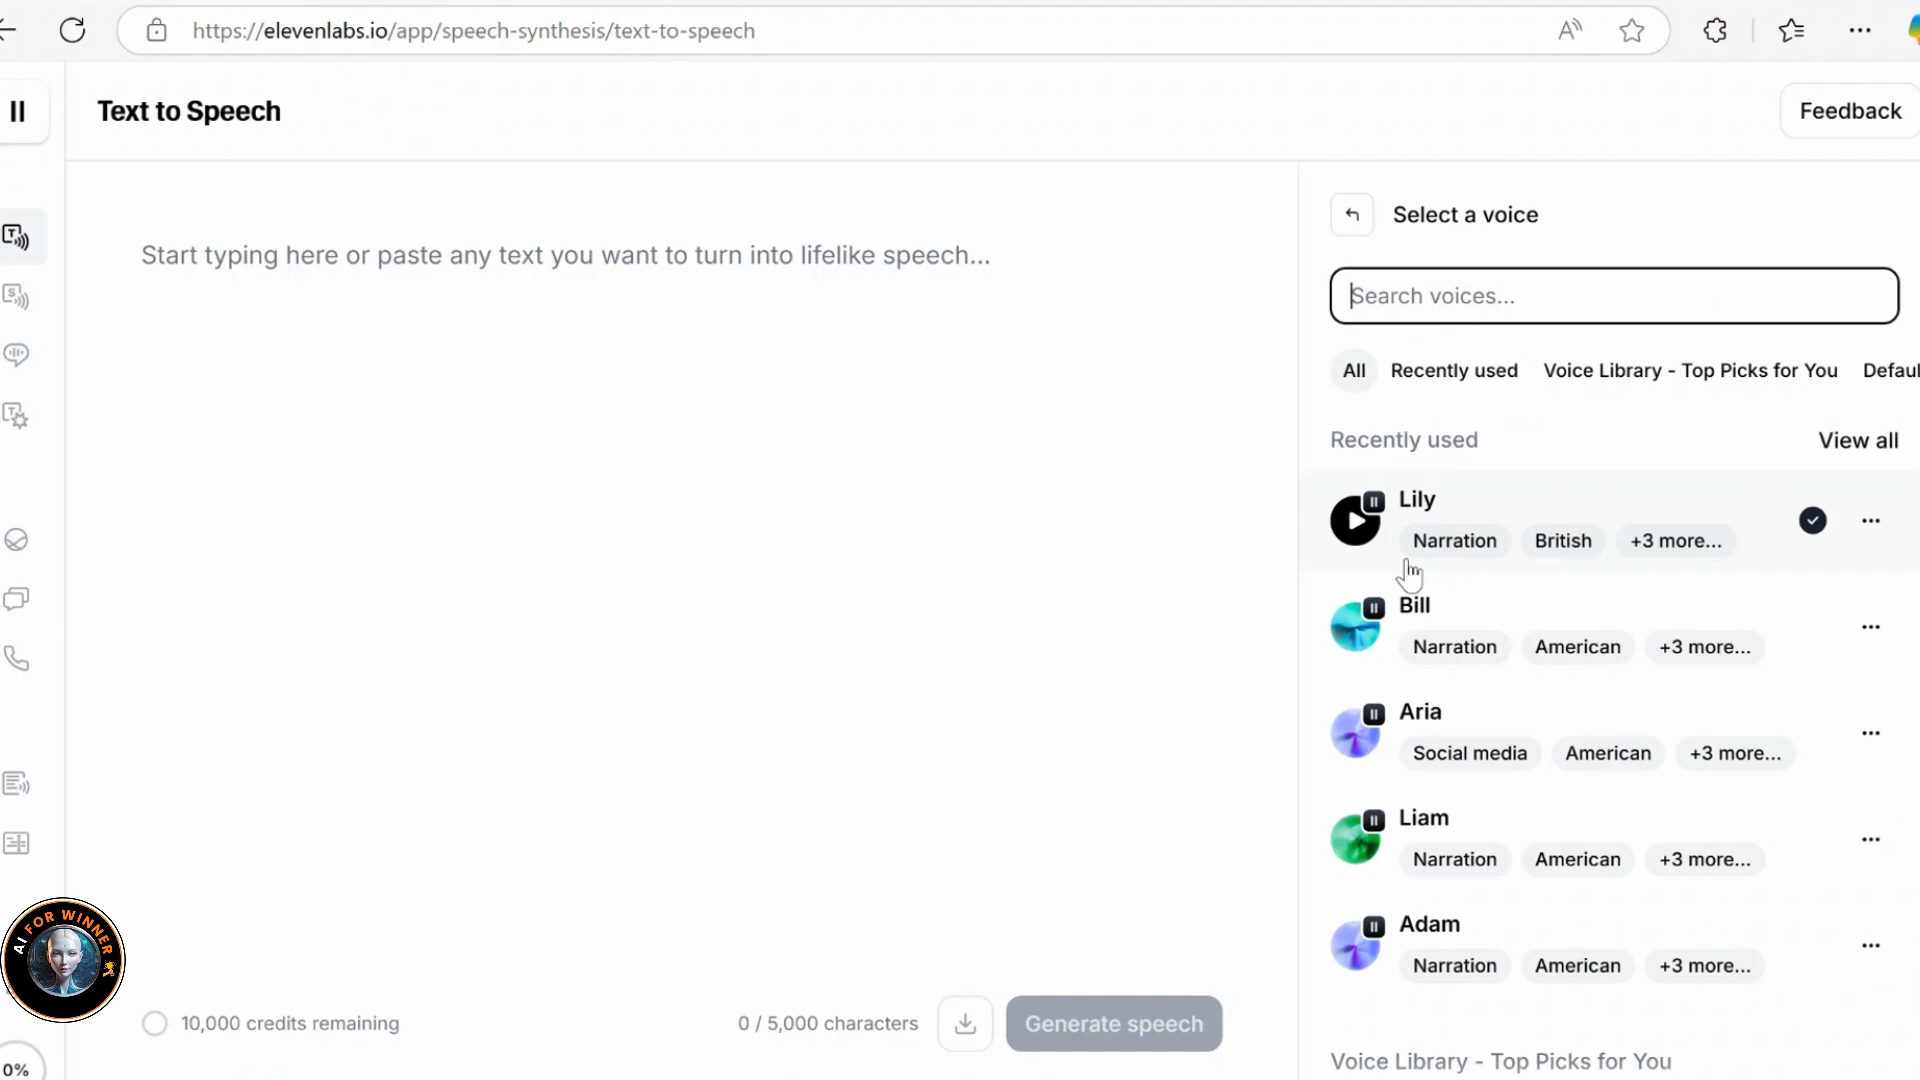 https://elevenlabs.io/app/speech-synthesis/text-to-speech
Text to Speech
Feedback
Start typing here or paste any text you want to turn into lifelike speech...
Select a voice
Search voices...
All Recently used Voice Library - Top Picks for You Defaul
Recently used View all
Lily
Narration British +3 more...
Bill
Narration American +3 more...
Aria
Social media American +3 more...
Liam
Narration American +3 more...
Adam
Narration American +3 more...
AI FOR WINNER
10,000 credits remaining 0 / 5,000 characters Generate speech
Voice Library - Top Picks for You
0%